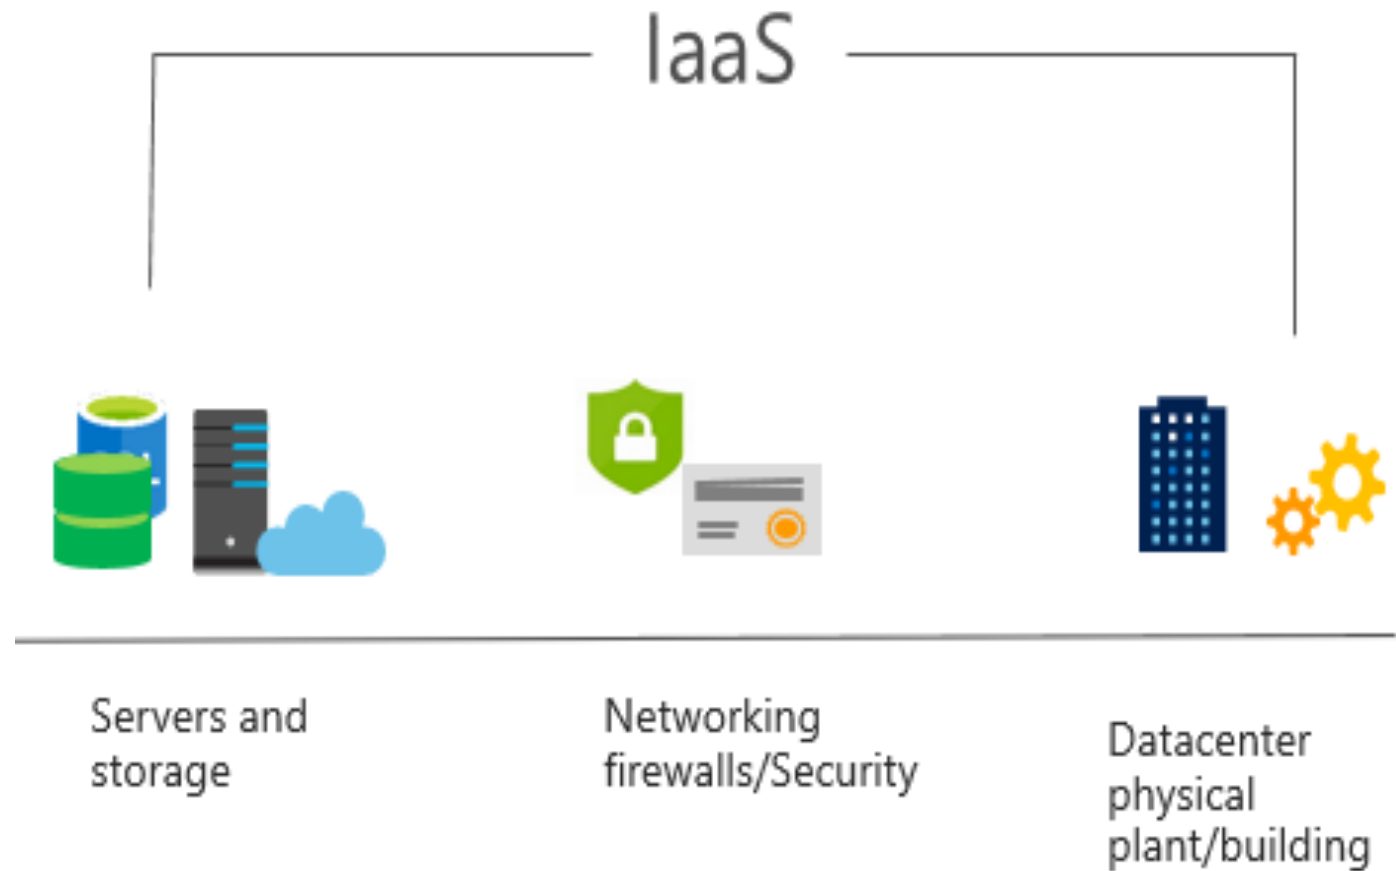 IaaS
Servers and
storage
Networking
firewalls/Security
Datacenter
physical
plant/building